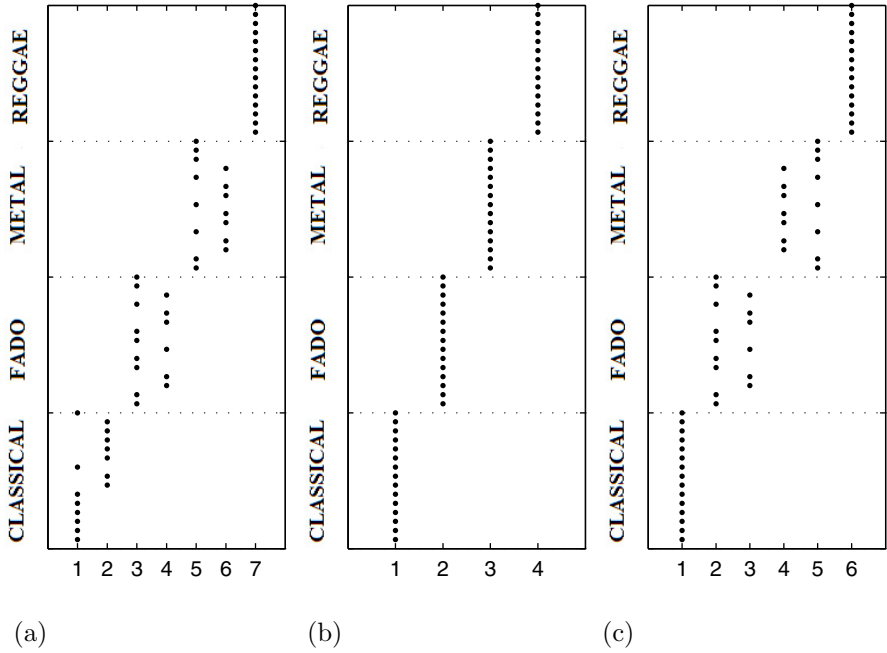 REGGAE
METAL
FADO
CLASSICAL
1 2 3 4 5 6 7
(a)
REGGAE
METAL
FADO
CLASSICAL
1 2 3 4
(b)
REGGAE
METAL
FADO
CLASSICAL
1 2 3 4 5 6
(c)